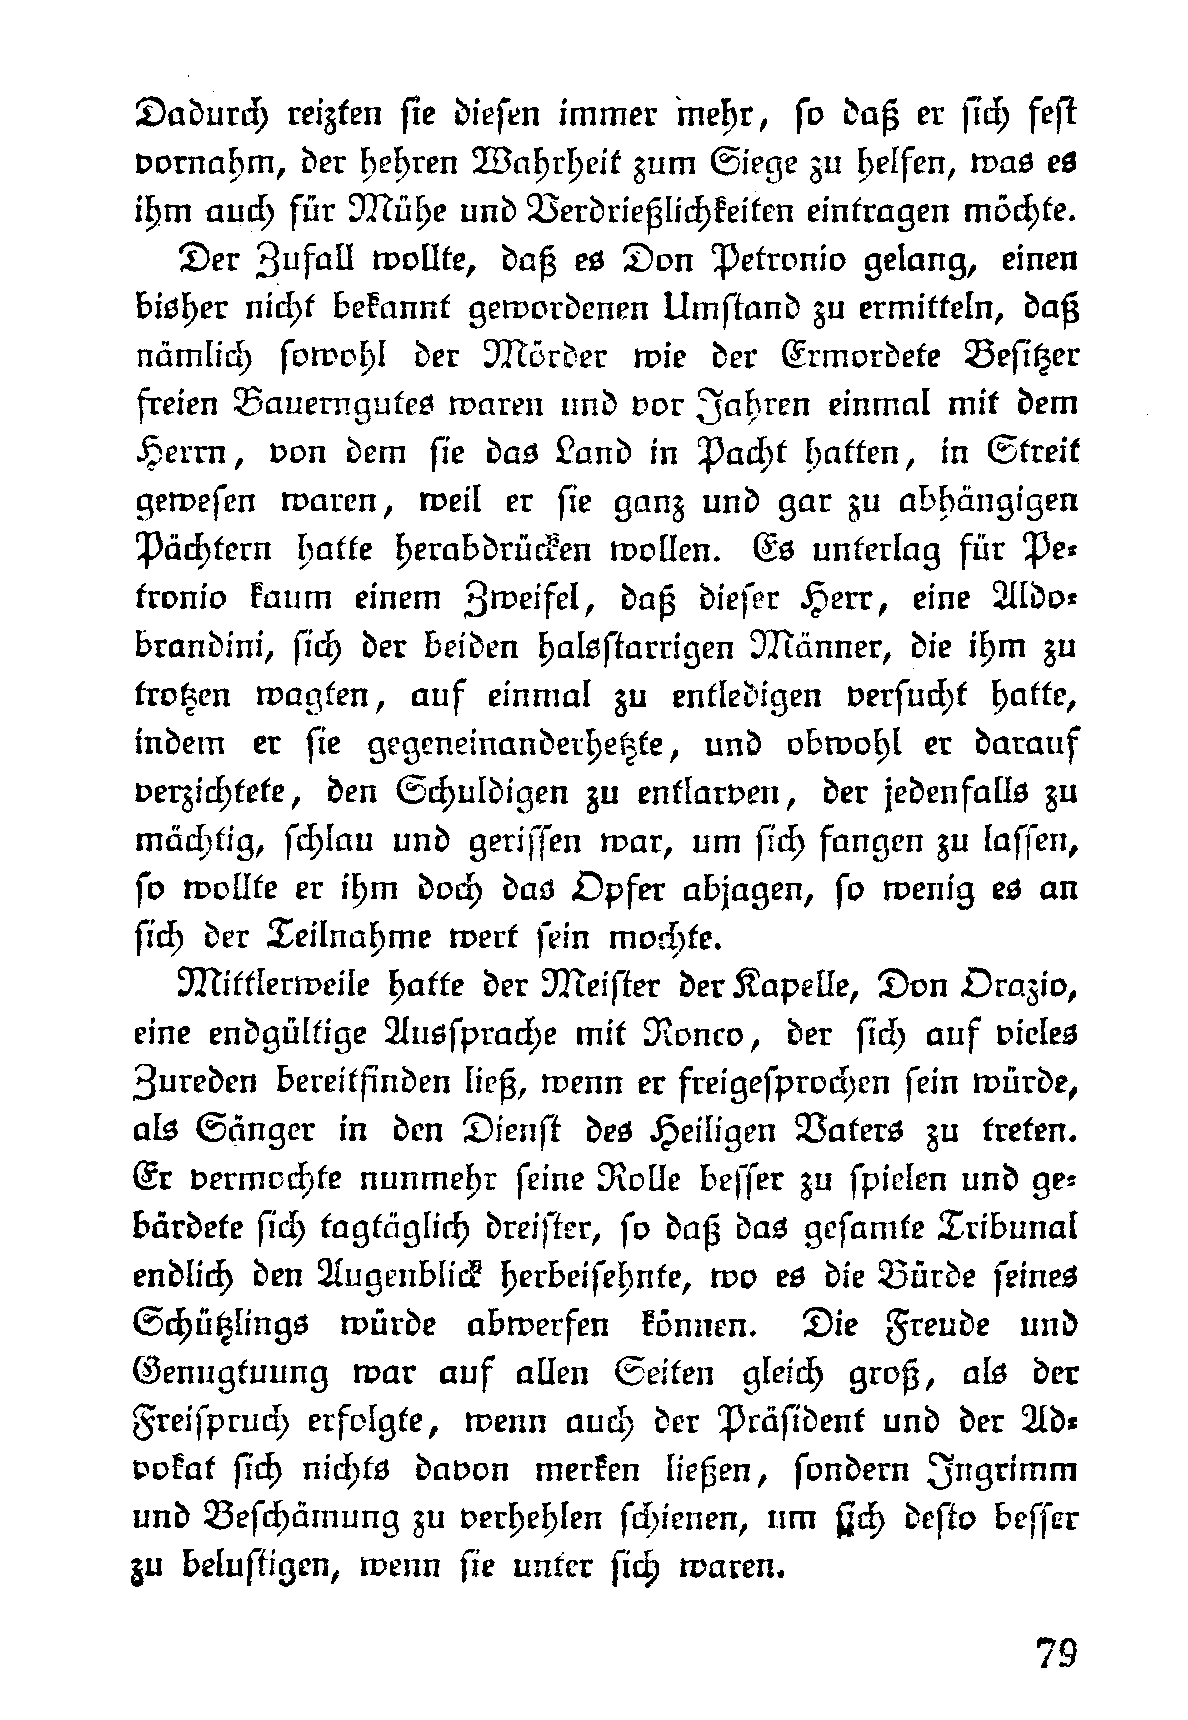 Dadurch reizten sie diesen immer mehr, so daß er sich fest
vornahm, der hehren Wahrheit zum Siege zu helfen, was es
ihm auch für Mühe und Verdrießlichkeiten eintragen möchte.
Der Zufall wollte, daß es Don Petronio gelang, einen
bisher nicht bekannt gewordenen Umstand zu ermitteln, daß
nämlich sowohl der Mörder wie der Ermordete Besitzer
freien Bauerngutes waren und vor Jahren einmal mit dem
Herrn, von dem sie das Land in Pacht hatten, in Streit
gewesen waren, weil er sie ganz und gar zu abhängigen
Pächtern hatte herabdrücken wollen. Es unterlag für Pe-
tronio kaum einem Zweifel, daß dieser Herr, eine Aldo-
brandini, sich der beiden halsstarrigen Männer, die ihm zu
trotzen wagten, auf einmal zu entledigen versucht hatte,
indem er sie gegeneinanderhetzte, und obwohl er darauf
verzichtete, den Schuldigen zu entlarven, der jedenfalls zu
mächtig, schlau und gerissen war, um sich fangen zu lassen,
so wollte er ihm doch das Opfer abjagen, so wenig es an
sich der Teilnahme wert sein mochte.
Mittlerweile hatte der Meister der Kapelle, Don Orazio,
eine endgültige Aussprache mit Ronco, der sich auf vieles
Zureden bereitfinden ließ, wenn er freigesprochen sein würde,
als Sänger in den Dienst des Heiligen Vaters zu treten.
Er vermochte nunmehr seine Rolle besser zu spielen und ge-
bärdete sich tagtäglich dreister, so daß das gesamte Tribunal
endlich den Augenblick herbeisehnte, wo es die Bürde seines
Schützlings würde abwerfen können. Die Freude und
Genugtuung war auf allen Seiten gleich groß, als der
Freispruch erfolgte, wenn auch der Präsident und der Ad-
vokat sich nichts davon merken ließen, sondern Ingrimm
und Beschämung zu verhehlen schienen, um sich desto besser
zu belustigen, wenn sie unter sich waren.
79